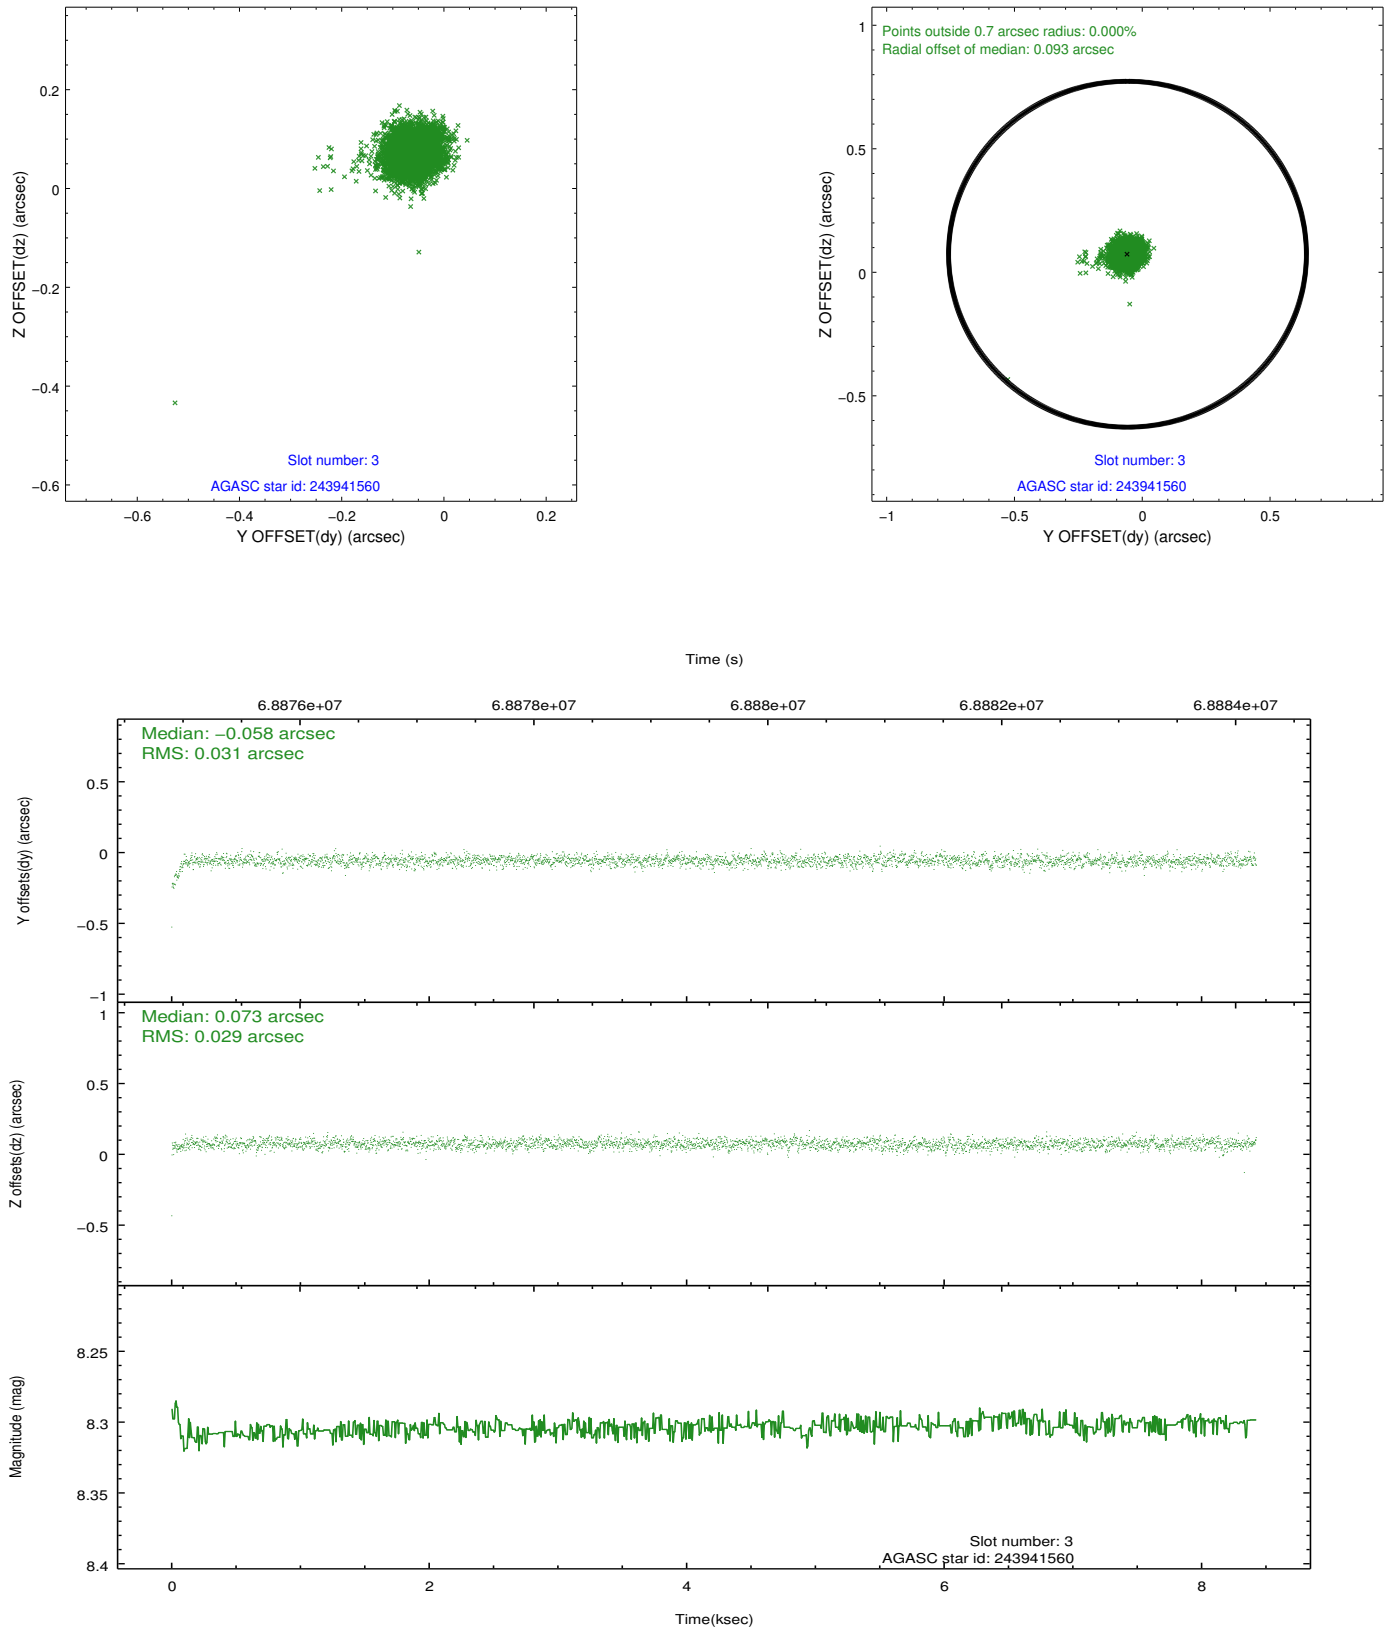 0.2
0
−0.2
−0.4
−0.6
Z OFFSET(dz) (arcsec)
Slot number: 3
AGASC star id: 243941560
−0.6 −0.4 −0.2 0 0.2
Y OFFSET(dy) (arcsec)
Points outside 0.7 arcsec radius: 0.000%
Radial offset of median: 0.093 arcsec
1
0.5
0
−0.5
Z OFFSET(dz) (arcsec)
Slot number: 3
AGASC star id: 243941560
−1 −0.5 0 0.5
Y OFFSET(dy) (arcsec)
Time (s)
6.8876e+07 6.8878e+07 6.888e+07 6.8882e+07 6.8884e+07
Median: −0.058 arcsec
RMS: 0.031 arcsec
0.5
0
−0.5
−1
Y offsets(dy) (arcsec)
Median: 0.073 arcsec
RMS: 0.029 arcsec
1
0.5
0
−0.5
Z offsets(dz) (arcsec)
8.25
8.3
8.35
8.4
Magnitude (mag)
Slot number: 3
AGASC star id: 243941560
0 2 4 6 8
Time(ksec)